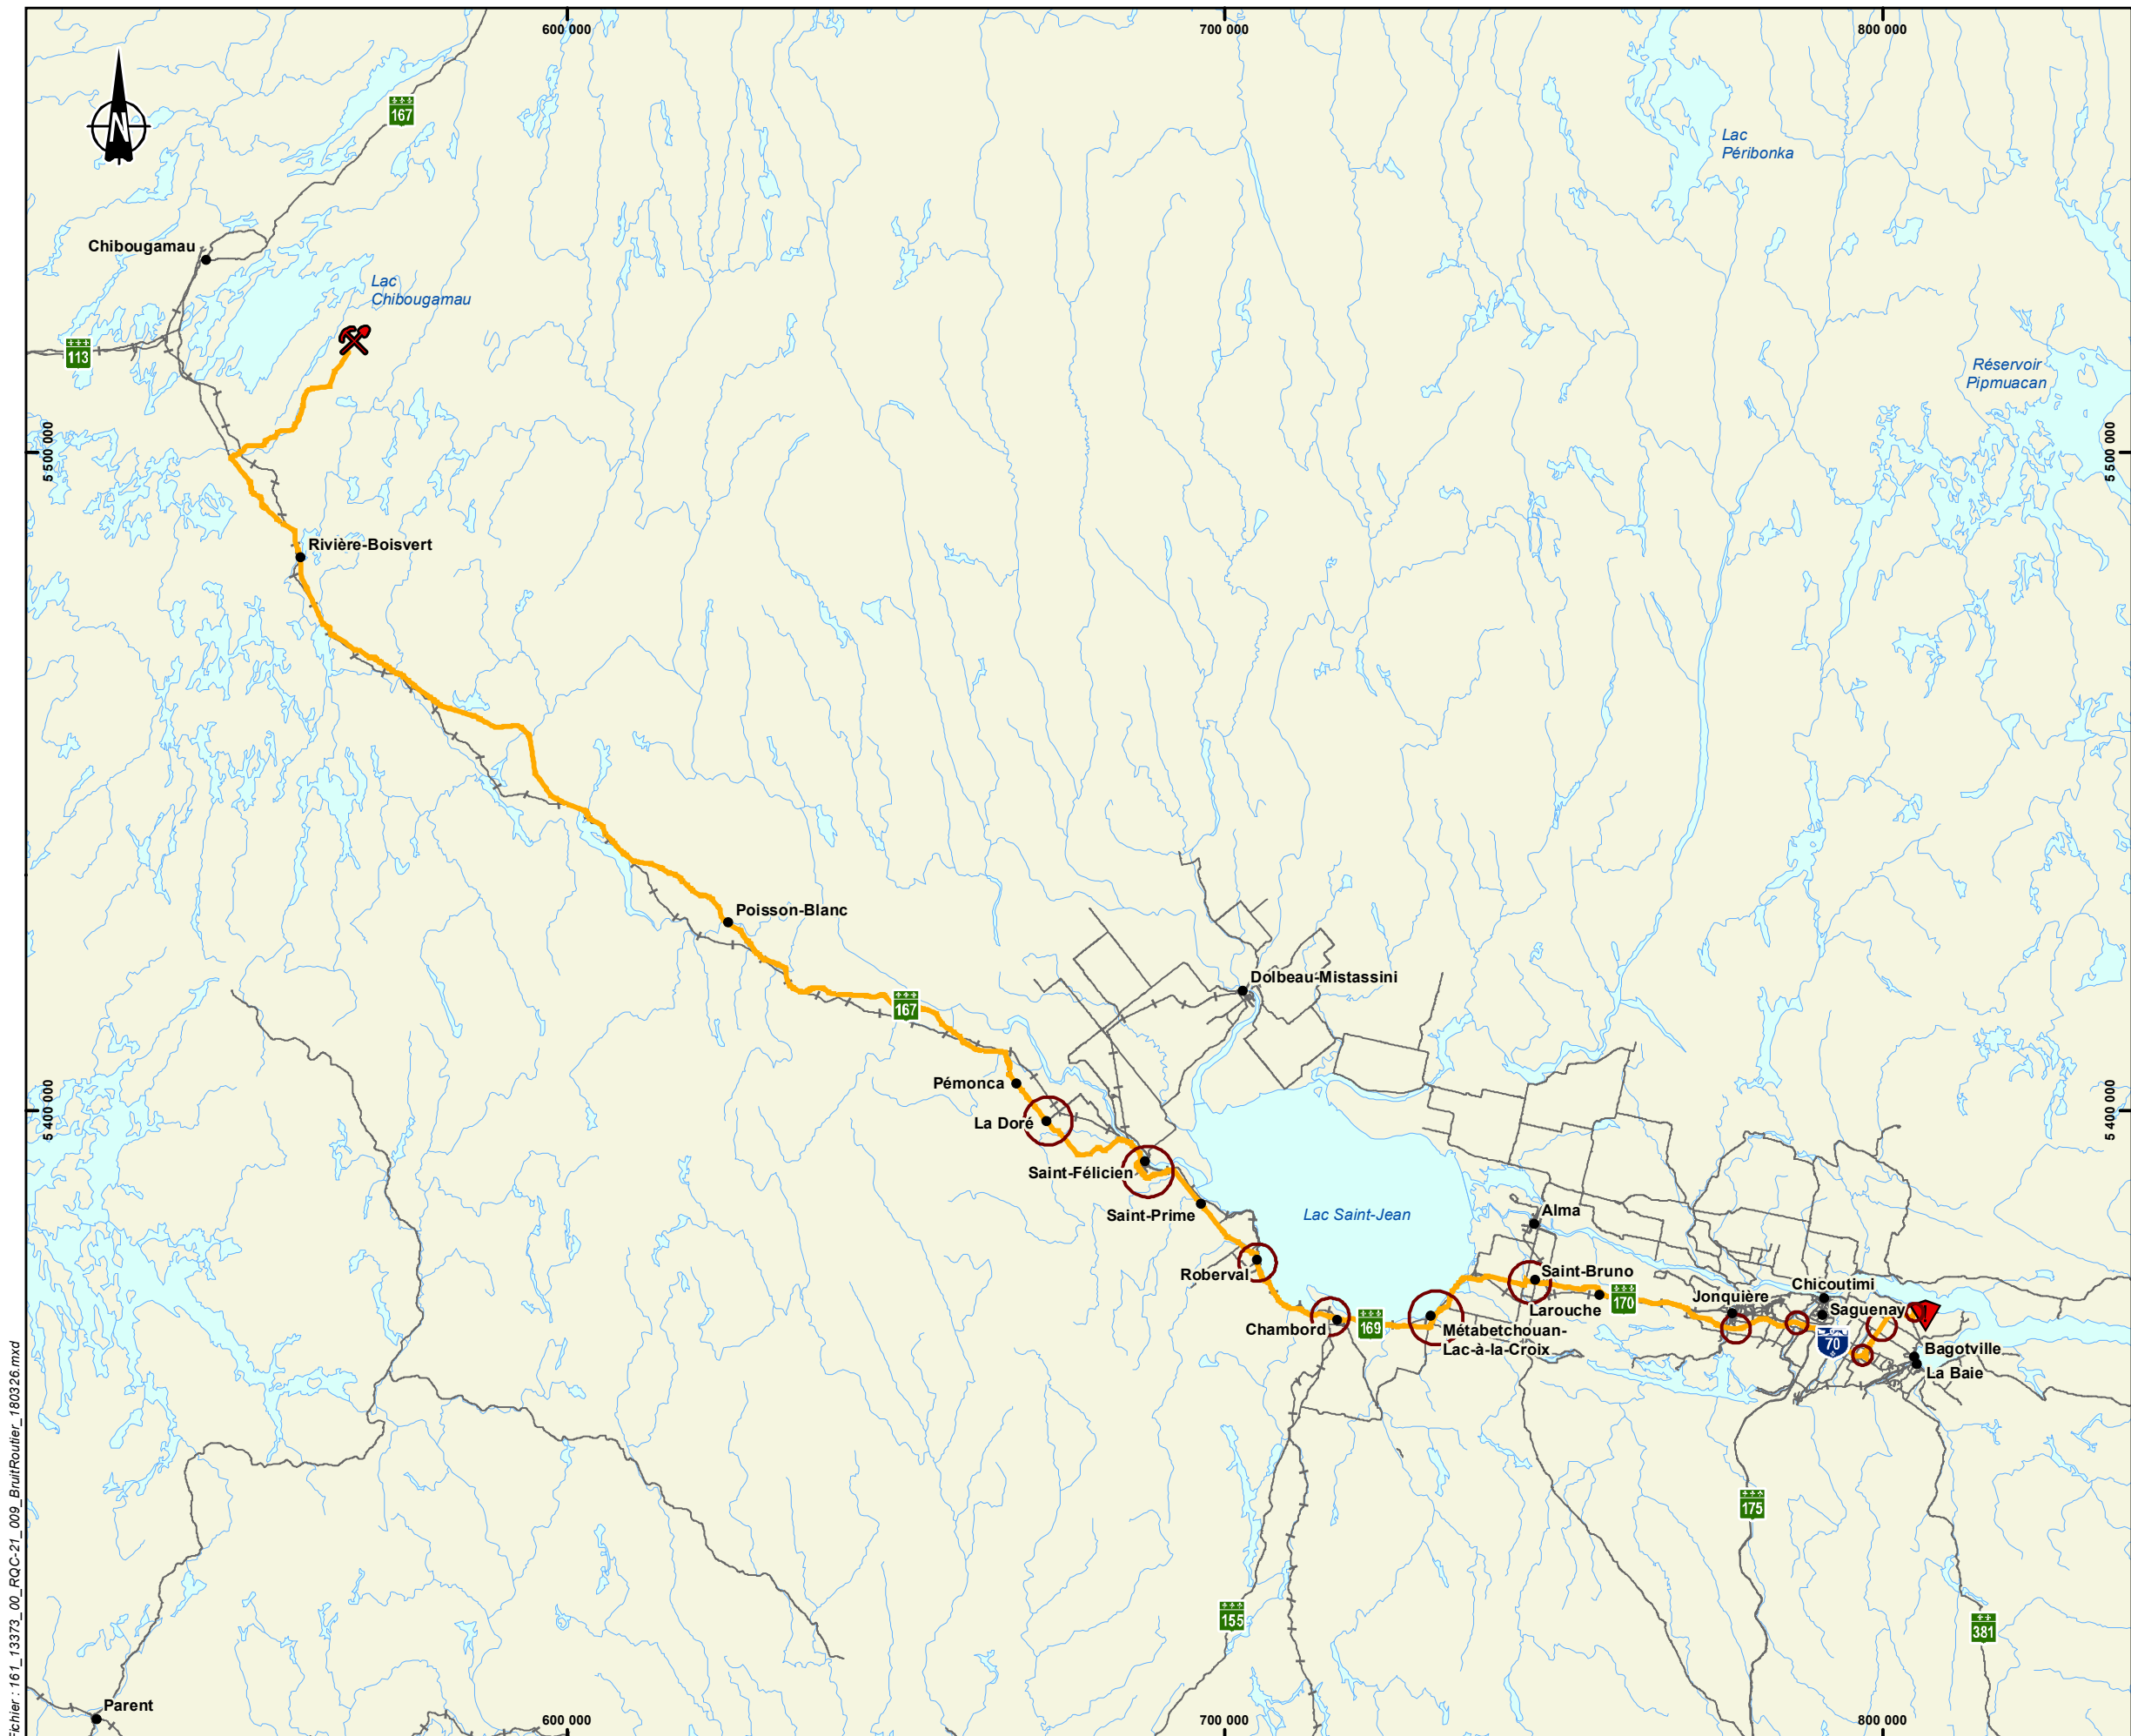 600 000
700 000
800 000
N
167
Lac
Péribonka
Chibougamau
Lac
Chibougamau
113
Réservoir
Pipmuacan
5 500 000
5 500 000
Rivière-Boisvert
Poisson-Blanc
Dolbeau-Mistassini
167
Pémonca
La Doré
5 400 000
5 400 000
Saint-Félicien
Saint-Prime
Lac Saint-Jean
Alma
Roberval
Saint-Bruno
Chicoutimi
Jonquière
170
Larouche
Saguenay
Chambord
169
Métabetchouan-
Lac-à-la-Croix
70
Bagotville
La Baie
175
155
381
Parent
600 000
700 000
800 000
Fichier : 161_13373_00_RQC-21_009_BruitRoutier_180326.mxd